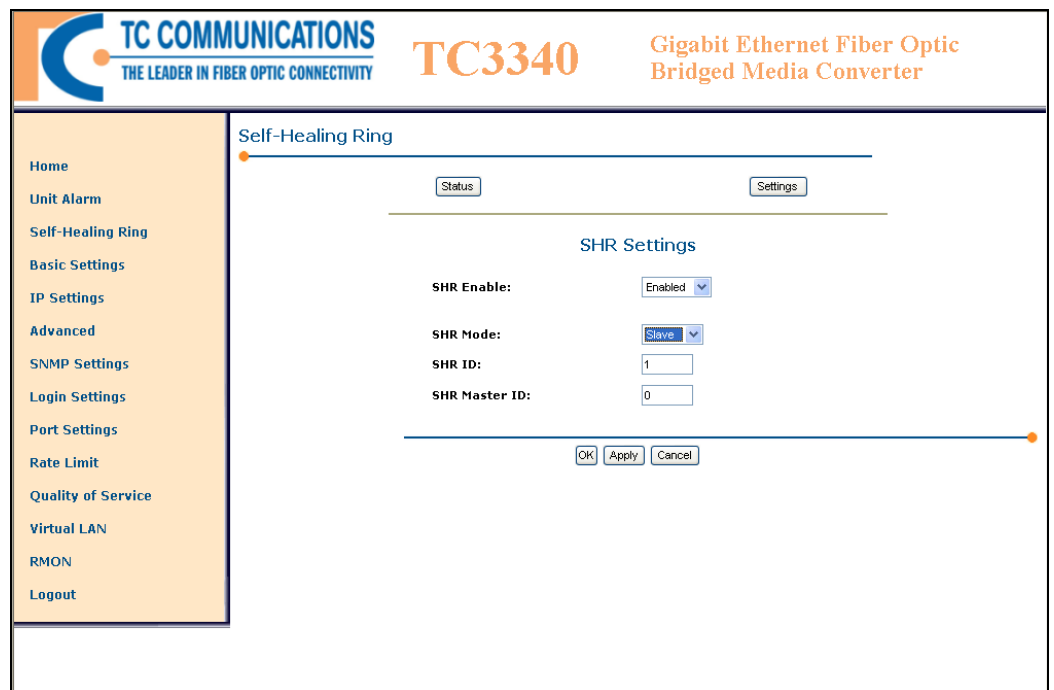 TC COMMUNICATIONS
THE LEADER IN FIBER OPTIC CONNECTIVITY
TC3340
Gigabit Ethernet Fiber Optic
Bridged Media Converter
Home
Unit Alarm
Self-Healing Ring
Basic Settings
IP Settings
Advanced
SNMP Settings
Login Settings
Port Settings
Rate Limit
Quality of Service
Virtual LAN
RMON
Logout
Self-Healing Ring
Status
Settings
SHR Settings
SHR Enable: Enabled
SHR Mode: Slave
SHR ID: 1
SHR Master ID: 0
OK Apply Cancel